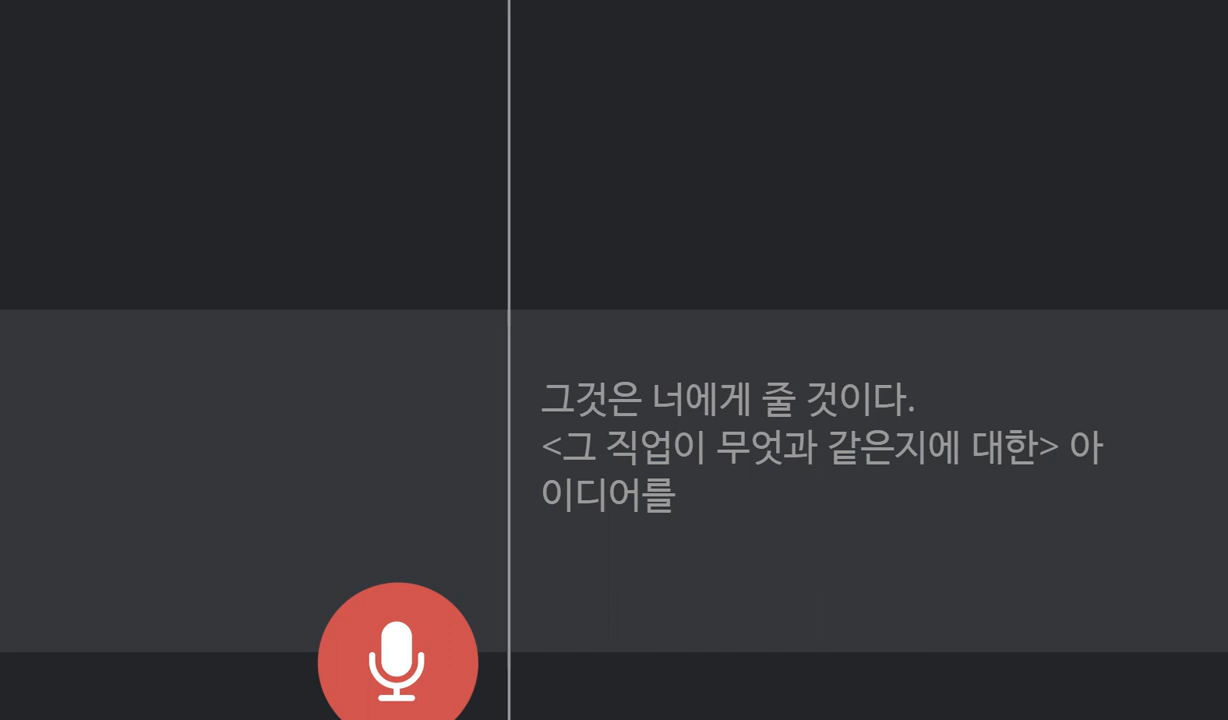 그것은 너에게 줄 것이다.
<그 직업이 무엇과 같은지에 대한> 아
이디어를